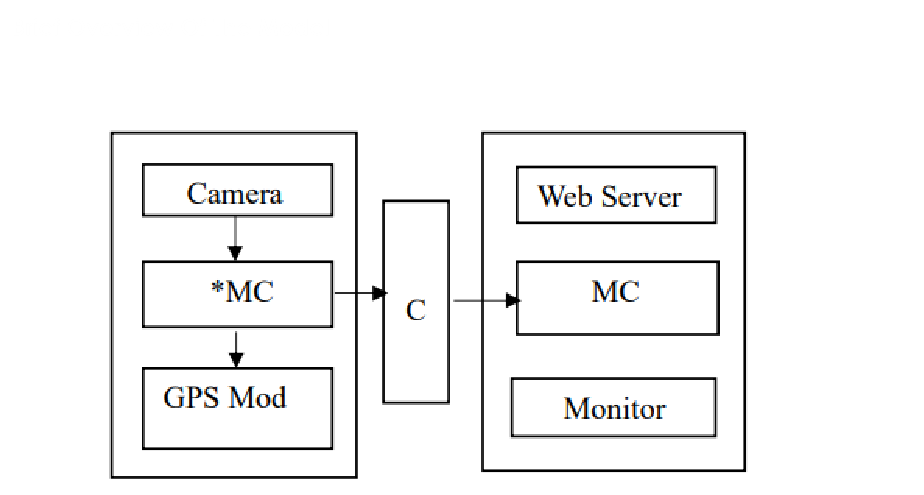 Camera
*MC
GPS Mod
C
Web Server
MC
Monitor